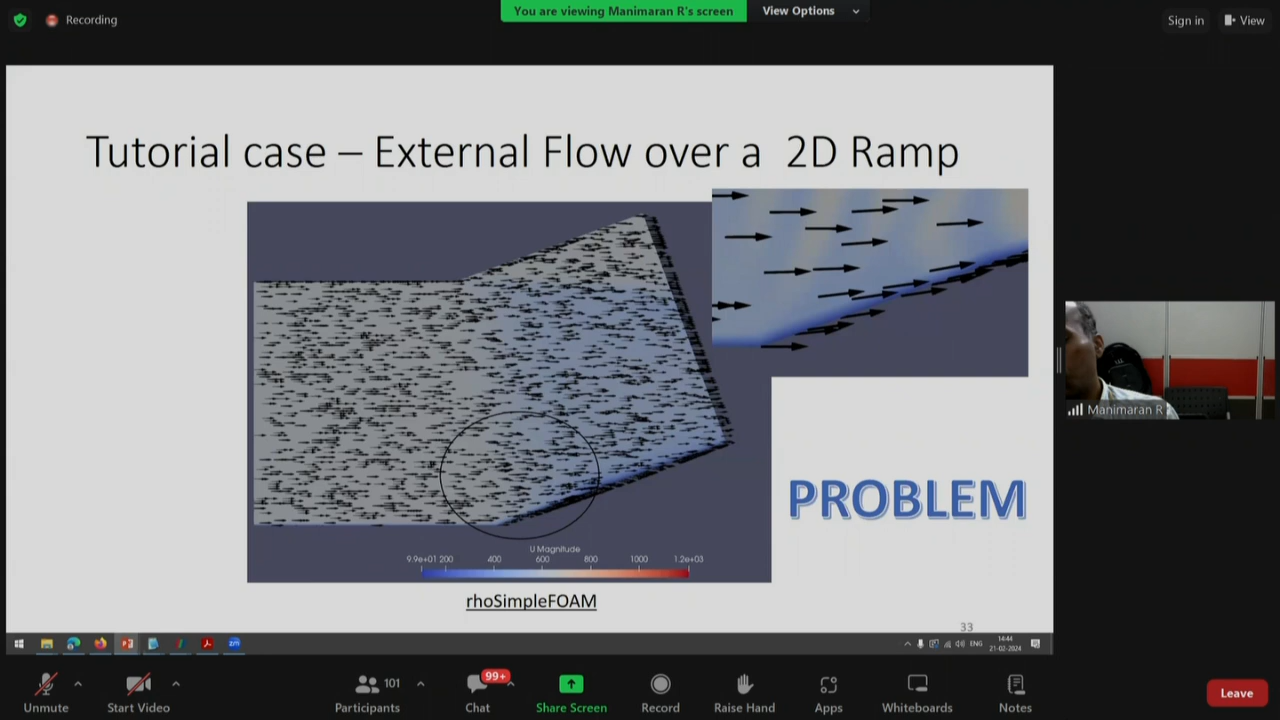 You are viewing Manimaran R's screen
View Options
Recording
Sign in
View
Tutorial case – External Flow over a 2D Ramp
PROBLEM
U Magnitude
9.9e+01 200 400 600 800 1000 1.2e+03
rhoSimpleFOAM
33
Manimaran R
ENG
14:44
21-02-2024
zm
Unmute
Start Video
101
Participants
99+
Chat
Share Screen
Record
Raise Hand
Apps
Whiteboards
Notes
Leave